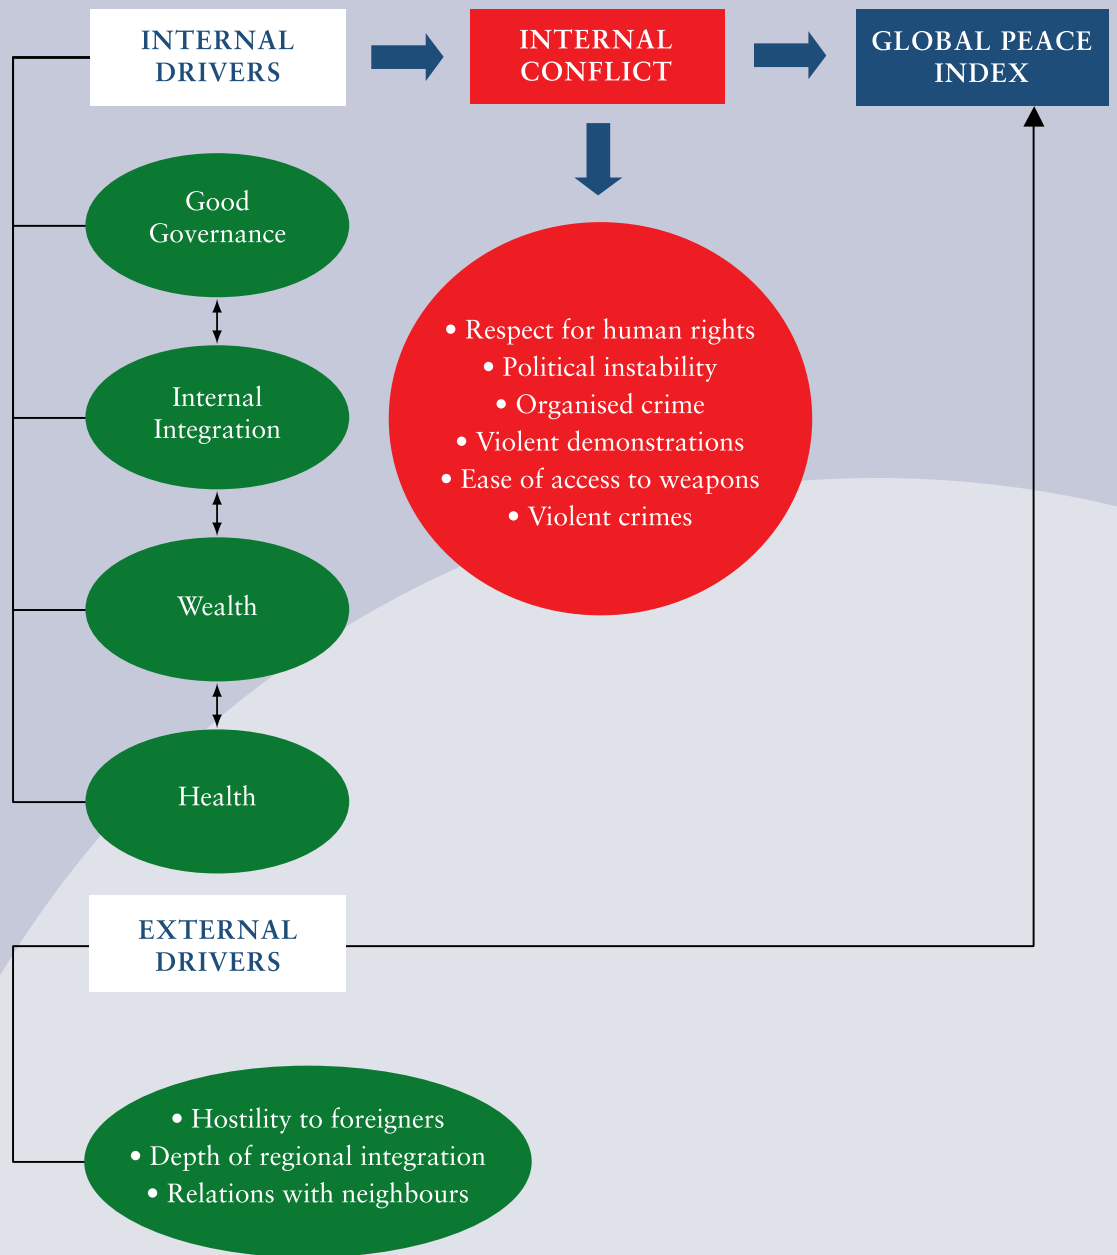 INTERNAL
DRIVERS
INTERNAL
CONFLICT
GLOBAL PEACE
INDEX
Good
Governance
Internal
Integration
Wealth
Health
• Respect for human rights
• Political instability
• Organised crime
• Violent demonstrations
• Ease of access to weapons
• Violent crimes
EXTERNAL
DRIVERS
• Hostility to foreigners
• Depth of regional integration
• Relations with neighbours